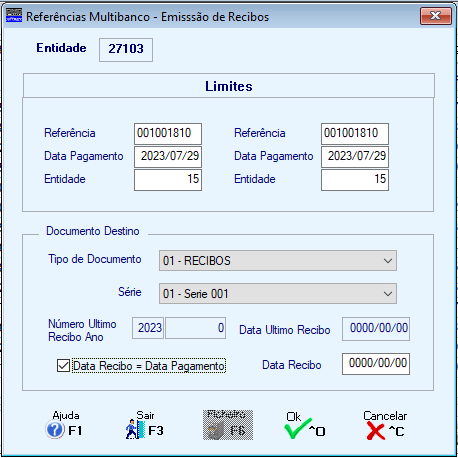 Referências Multibanco - Emisssão de Recibos
Entidade 27103
Limites
Referência 001001810 Referência 001001810
Data Pagamento 2023/07/29 Data Pagamento 2023/07/29
Entidade 15 Entidade 15
Documento Destino
Tipo de Documento 01 - RECIBOS
Série 01 - Serie 001
Número Ultimo
Recibo Ano 2023 0 Data Ultimo Recibo 0000/00/00
Data Recibo = Data Pagamento Data Recibo 0000/00/00
Ajuda Sair Ficheiro Ok Cancelar
F1 F3 F6 ^O ^C